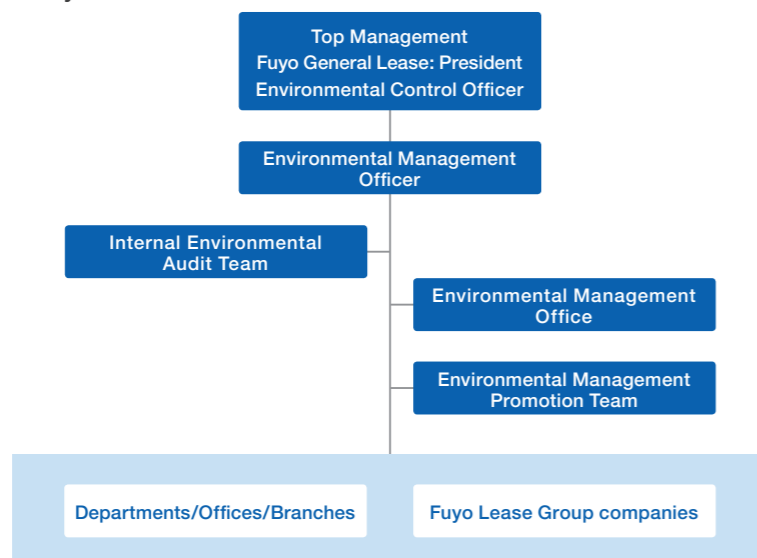 Top Management
Fuyo General Lease: President
Environmental Control Officer
Environmental Management
Officer
Internal Environmental
Audit Team
Environmental Management
Office
Environmental Management
Promotion Team
Departments/Offices/Branches
Fuyo Lease Group companies